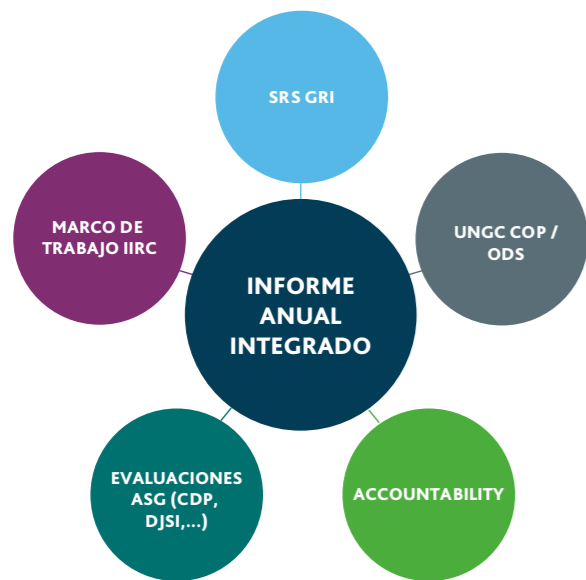 SRS GRI
MARCO DE
TRABAJO IIRC
UNGC COP /
ODS
INFORME
ANUAL
INTEGRADO
EVALUACIONES
ASG (CDP,
DJSI,...)
ACCOUNTABILITY